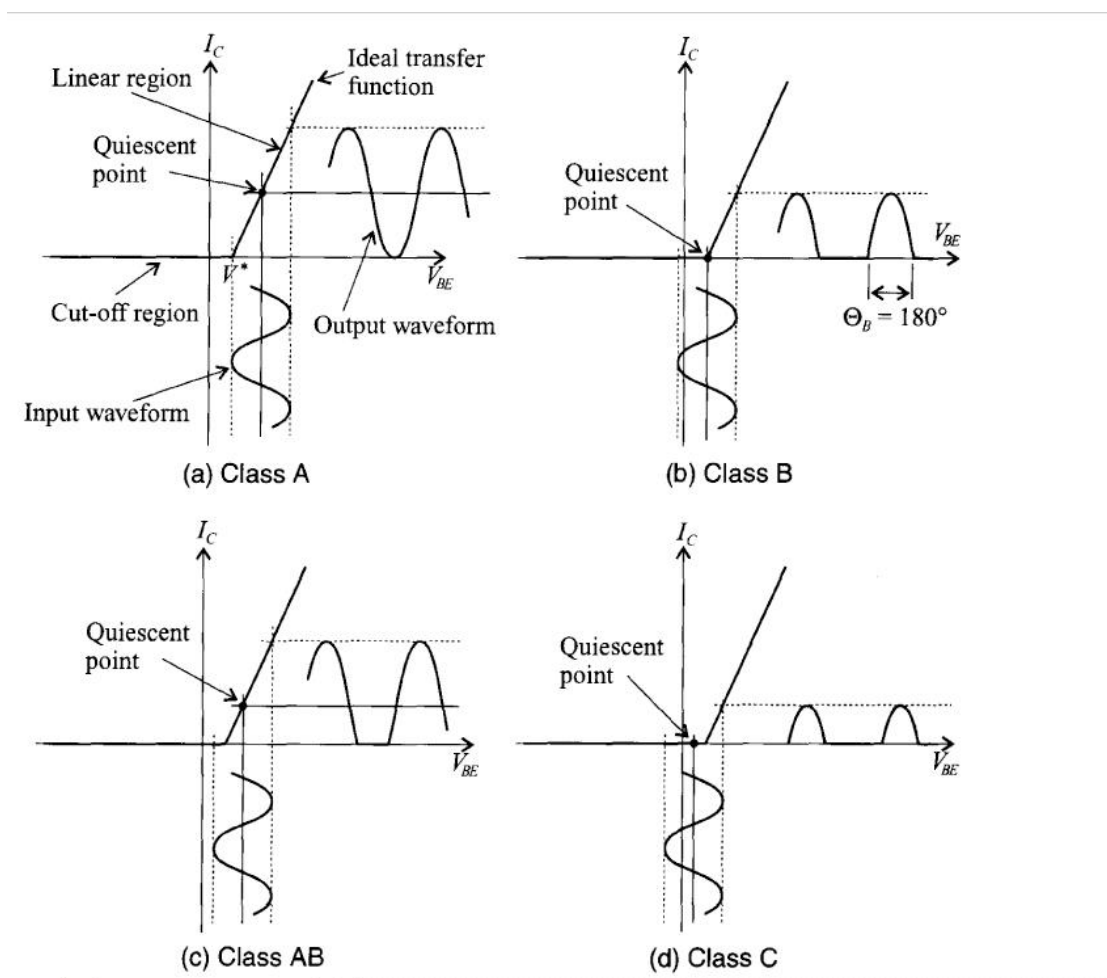 I_C
Ideal transfer
function
Linear region
Quiescent
point
V*
V_BE
Cut-off region
Output waveform
Input waveform
(a) Class A
I_C
Quiescent
point
V_BE
Θ_B = 180°
(b) Class B
I_C
Quiescent
point
V_BE
(c) Class AB
I_C
Quiescent
point
V_BE
(d) Class C